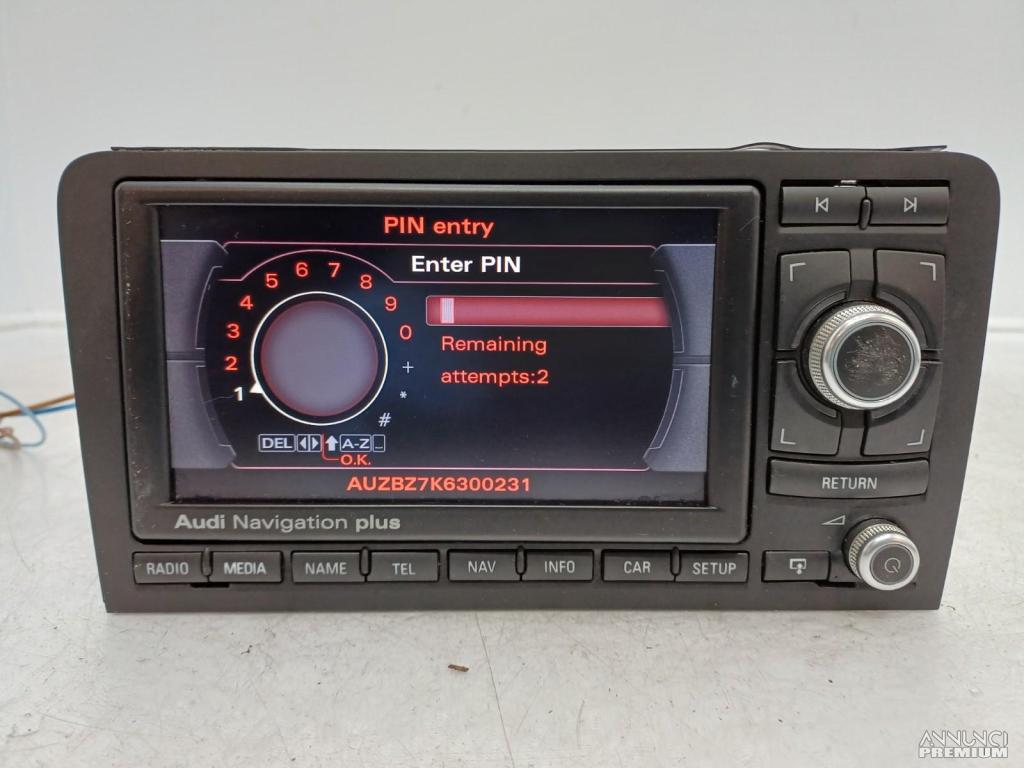 PIN entry
Enter PIN
1 2 3 4 5 6 7 8 9 0 + * #
Remaining
attempts:2
DEL A-Z
O.K.
AUZBZ7K6300231
Audi Navigation plus
RETURN
RADIO MEDIA NAME TEL NAV INFO CAR SETUP
ANNUNCI
PREMIUM